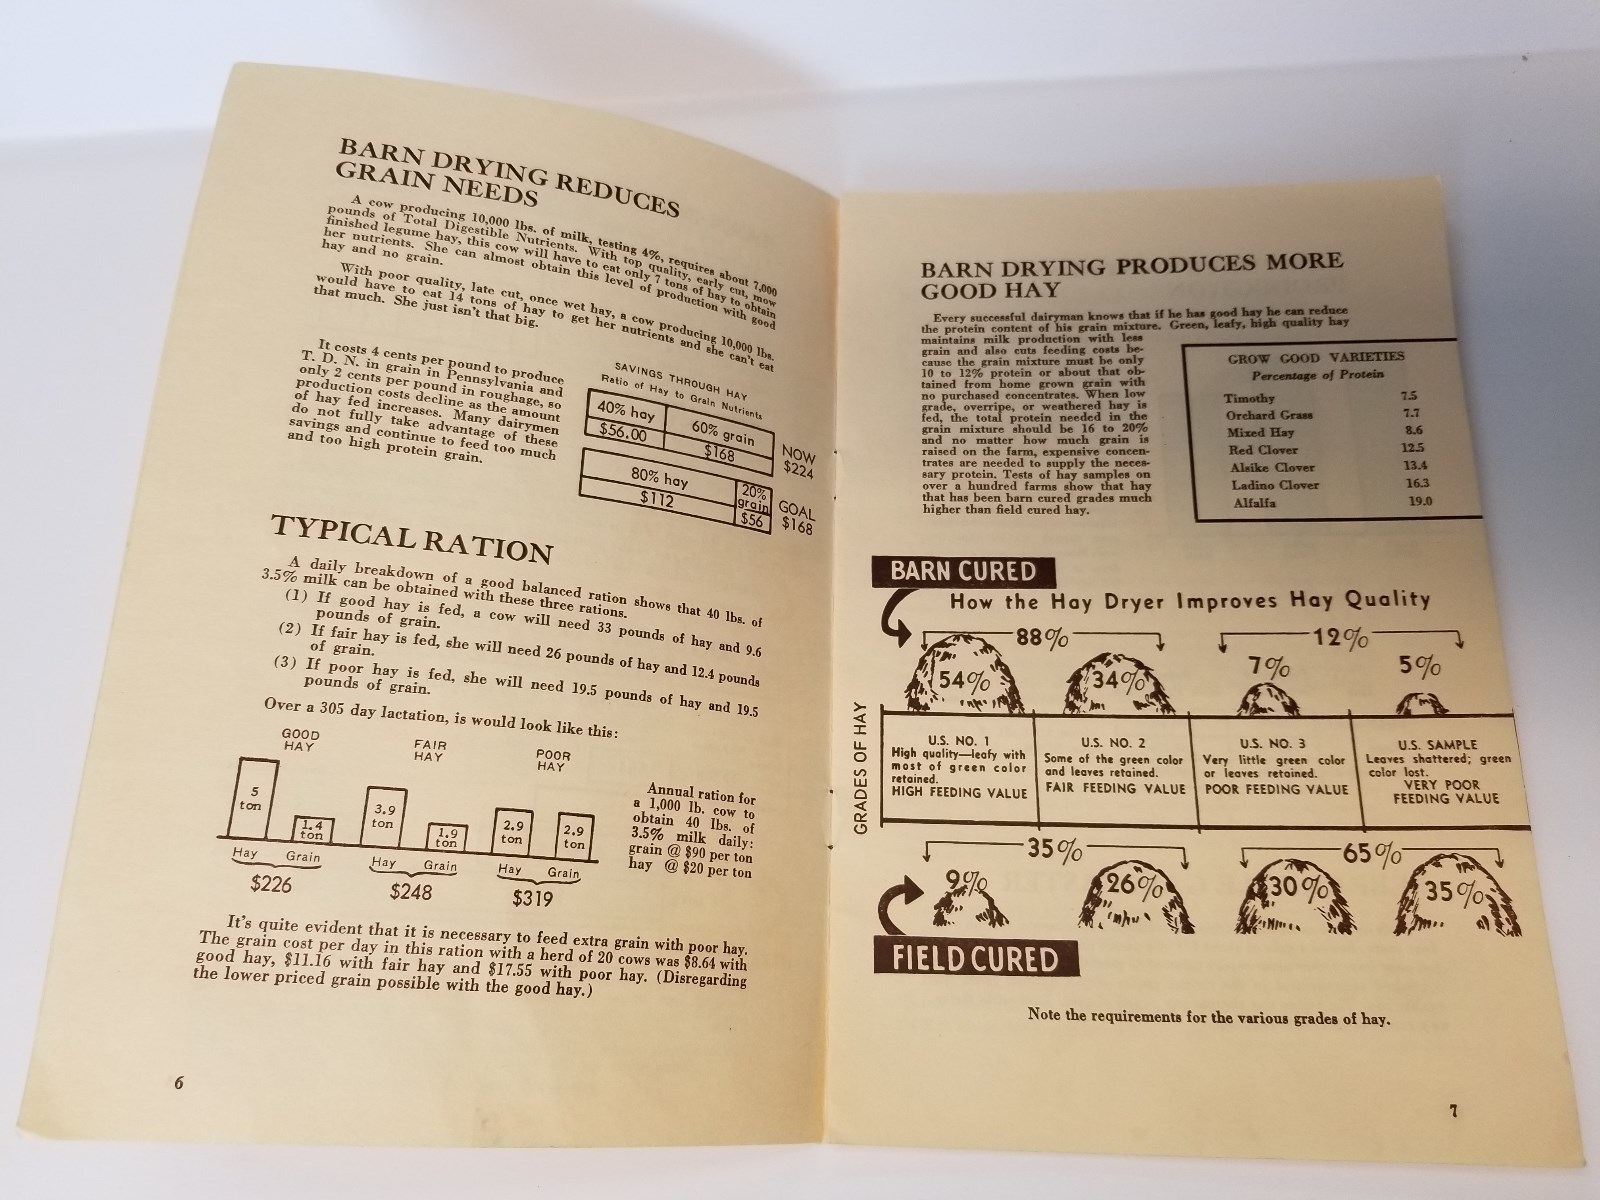 BARN DRYING REDUCES
GRAIN NEEDS
A cow producing 10,000 lbs. of milk, testing 4%, requires about 7,000
pounds of Total Digestible Nutrients. With top quality, early cut, mow
finished legume hay, this cow will have to eat only 7 tons of hay to obtain
her nutrients. She can almost obtain this level of production with good
hay and no grain.
With poor quality, late cut, once wet hay, a cow producing 10,000 lbs.
would have to eat 14 tons of hay to get her nutrients and she can't eat
that much. She just isn't that big.
It costs 4 cents per pound to produce
T. D. N. in grain in Pennsylvania and
only 2 cents per pound in roughage, so
production costs decline as the amount
of hay fed increases. Many dairymen
do not fully take advantage of these
savings and continue to feed too much
and too high protein grain.
SAVINGS THROUGH HAY
Ratio of Hay to Grain Nutrients
40% hay
60% grain
$56.00
$168
NOW
$224
80% hay
20%
grain
$112
$56
GOAL
$168
TYPICAL RATION
A daily breakdown of a good balanced ration shows that 40 lbs. of
3.5% milk can be obtained with these three rations.
(1) If good hay is fed, a cow will need 33 pounds of hay and 9.6
pounds of grain.
(2) If fair hay is fed, she will need 26 pounds of hay and 12.4 pounds
of grain.
(3) If poor hay is fed, she will need 19.5 pounds of hay and 19.5
pounds of grain.
Over a 305 day lactation, is would look like this:
GOOD
HAY
FAIR
HAY
POOR
HAY
5
ton
1.4
ton
3.9
ton
1.9
ton
2.9
ton
2.9
ton
Hay Grain
Hay Grain
Hay Grain
$226
$248
$319
Annual ration for
a 1,000 lb. cow to
obtain 40 lbs. of
3.5% milk daily:
grain @ $90 per ton
hay @ $20 per ton
It's quite evident that it is necessary to feed extra grain with poor hay.
The grain cost per day in this ration with a herd of 20 cows was $8.64 with
good hay, $11.16 with fair hay and $17.55 with poor hay. (Disregarding
the lower priced grain possible with the good hay.)
6
BARN DRYING PRODUCES MORE
GOOD HAY
Every successful dairyman knows that if he has good hay he can reduce
the protein content of his grain mixture. Green, leafy, high quality hay
maintains milk production with less
grain and also cuts feeding costs be-
cause the grain mixture must be only
10 to 12% protein or about that ob-
tained from home grown grain with
no purchased concentrates. When low
grade, overripe, or weathered hay is
fed, the total protein needed in the
grain mixture should be 16 to 20%
and no matter how much grain is
raised on the farm, expensive concen-
trates are needed to supply the neces-
sary protein. Tests of hay samples on
over a hundred farms show that hay
that has been barn cured grades much
higher than field cured hay.
GROW GOOD VARIETIES
Percentage of Protein
Timothy 7.5
Orchard Grass 7.7
Mixed Hay 8.6
Red Clover 12.5
Alsike Clover 13.4
Ladino Clover 16.3
Alfalfa 19.0
BARN CURED
How the Hay Dryer Improves Hay Quality
88%
12%
54%
34%
7%
5%
GRADES OF HAY
U.S. NO. 1
High quality—leafy with
most of green color
retained.
HIGH FEEDING VALUE
U.S. NO. 2
Some of the green color
and leaves retained.
FAIR FEEDING VALUE
U.S. NO. 3
Very little green color
or leaves retained.
POOR FEEDING VALUE
U.S. SAMPLE
Leaves shattered; green
color lost.
VERY POOR
FEEDING VALUE
35%
65%
9%
26%
30%
35%
FIELD CURED
Note the requirements for the various grades of hay.
7